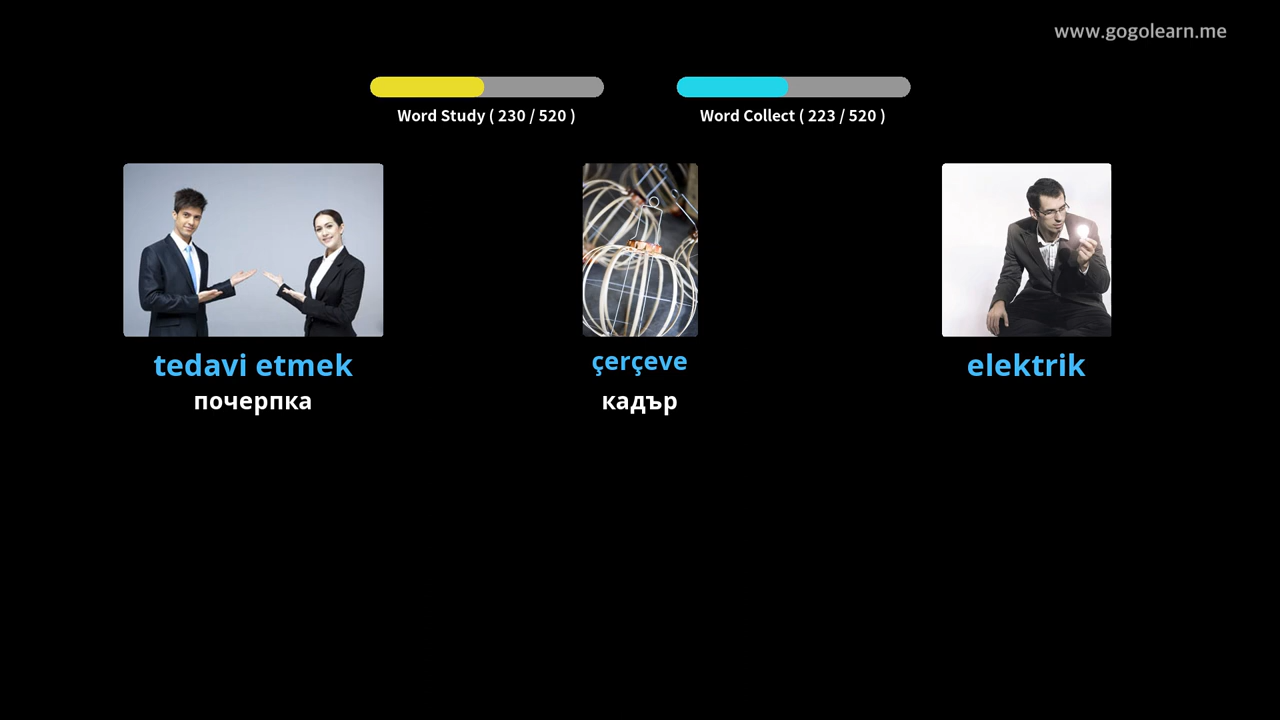 www.gogolearn.me
Word Study ( 230 / 520 )
Word Collect ( 223 / 520 )
tedavi etmek
почерпка
çerçeve
кадър
elektrik